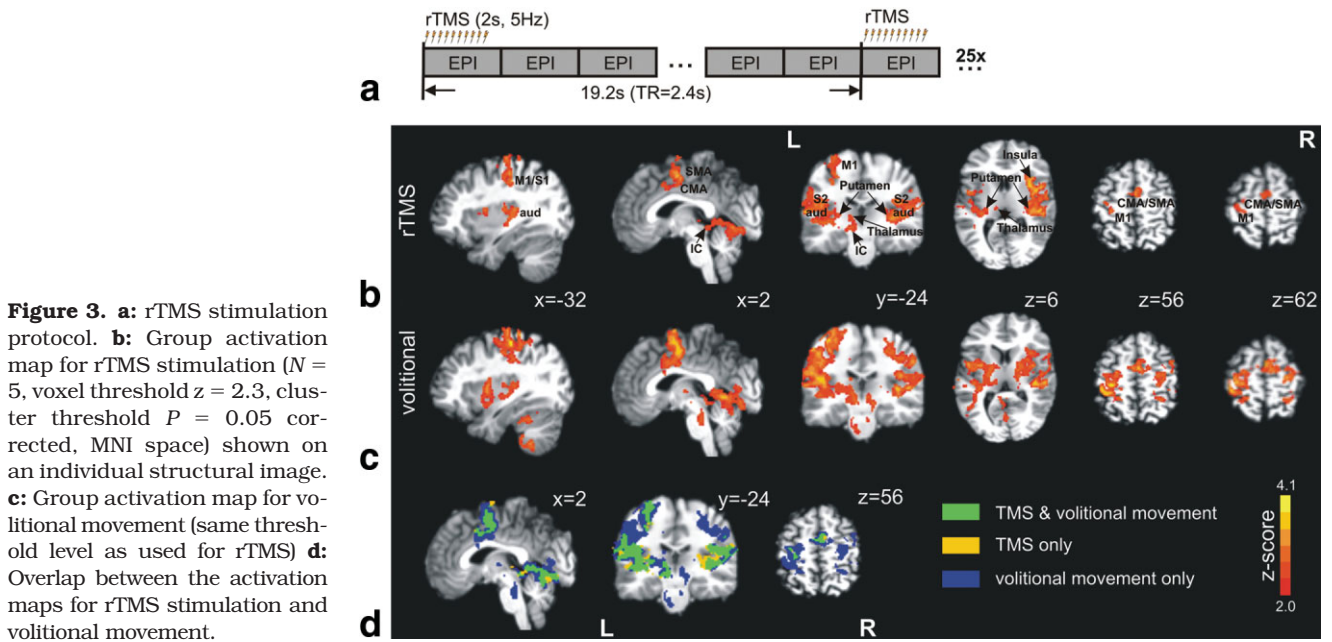 rTMS (2s, 5Hz)
rTMS
EPI EPI EPI ... EPI EPI EPI
25x
...
19.2s (TR=2.4s)
a
L
R
rTMS
M1/S1
aud
SMA
CMA
IC
M1
Putamen
S2
aud
S2
aud
Thalamus
IC
Insula
Putamen
Thalamus
CMA/SMA
M1
CMA/SMA
M1
b
x=-32
x=2
y=-24
z=6
z=56
z=62
volitional
c
x=2
y=-24
z=56
TMS & volitional movement
TMS only
volitional movement only
z-score
4.1
2.0
d
L
R
Figure 3. a: rTMS stimulation
protocol. b: Group activation
map for rTMS stimulation (N =
5, voxel threshold z = 2.3, clus-
ter threshold P = 0.05 cor-
rected, MNI space) shown on
an individual structural image.
c: Group activation map for vo-
litional movement (same thresh-
old level as used for rTMS) d:
Overlap between the activation
maps for rTMS stimulation and
volitional movement.